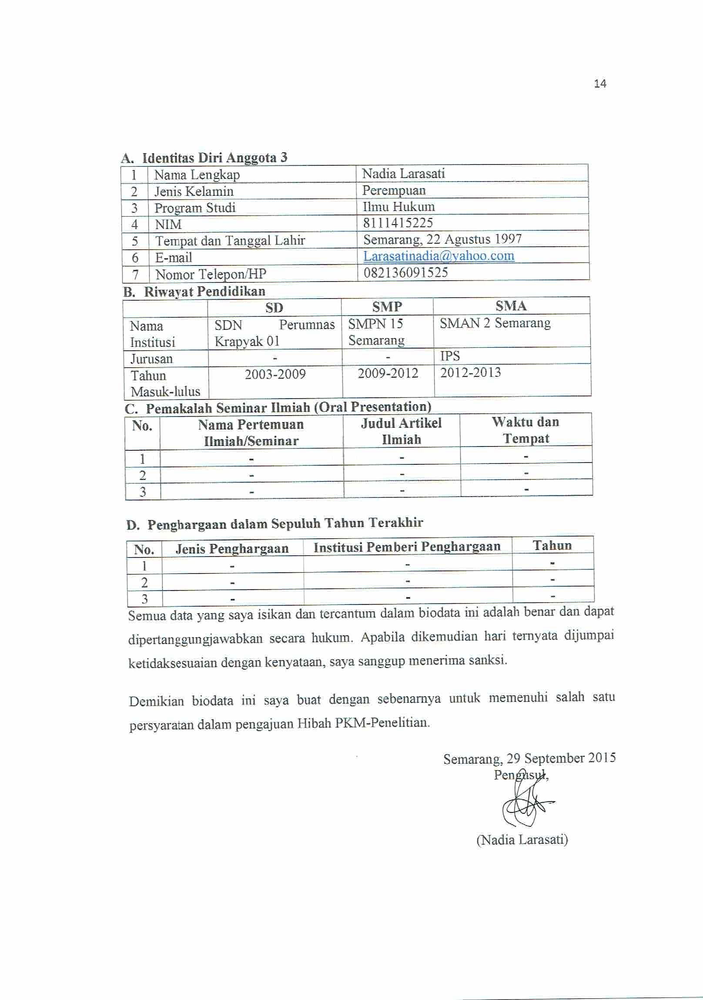 14
A. Identitas Diri Anggota 3
1 Nama Lengkap Nadia Larasati
2 Jenis Kelamin Perempuan
3 Program Studi Ilmu Hukum
4 NIM 8111415225
5 Tempat dan Tanggal Lahir Semarang, 22 Agustus 1997
6 E-mail Larasatinadia@yahoo.com
7 Nomor Telepon/HP 082136091525
B. Riwayat Pendidikan
SD SMP SMA
Nama SDN Perumnas SMPN 15 SMAN 2 Semarang
Institusi Krapyak 01 Semarang
Jurusan - - IPS
Tahun 2003-2009 2009-2012 2012-2013
Masuk-lulus
C. Pemakalah Seminar Ilmiah (Oral Presentation)
No. Nama Pertemuan Judul Artikel Waktu dan
Ilmiah/Seminar Ilmiah Tempat
1 - - -
2 - - -
3 - - -
D. Penghargaan dalam Sepuluh Tahun Terakhir
No. Jenis Penghargaan Institusi Pemberi Penghargaan Tahun
1 - - -
2 - - -
3 - - -
Semua data yang saya isikan dan tercantum dalam biodata ini adalah benar dan dapat
dipertanggungjawabkan secara hukum. Apabila dikemudian hari ternyata dijumpai
ketidaksesuaian dengan kenyataan, saya sanggup menerima sanksi.
Demikian biodata ini saya buat dengan sebenarnya untuk memenuhi salah satu
persyaratan dalam pengajuan Hibah PKM-Penelitian.
Semarang, 29 September 2015
Pengusul,
(Nadia Larasati)